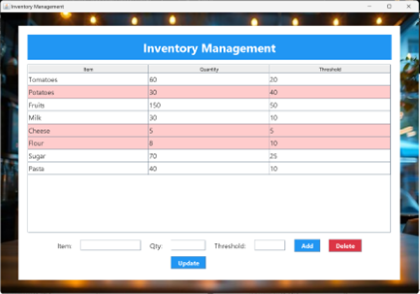 Inventory Management
Inventory Management
Item Quantity Threshold
Tomatoes 60 20
Potatoes 30 40
Fruits 150 50
Milk 30 10
Cheese 5 5
Flour 8 10
Sugar 70 25
Pasta 40 10
Item: Qty: Threshold: Add Delete
Update